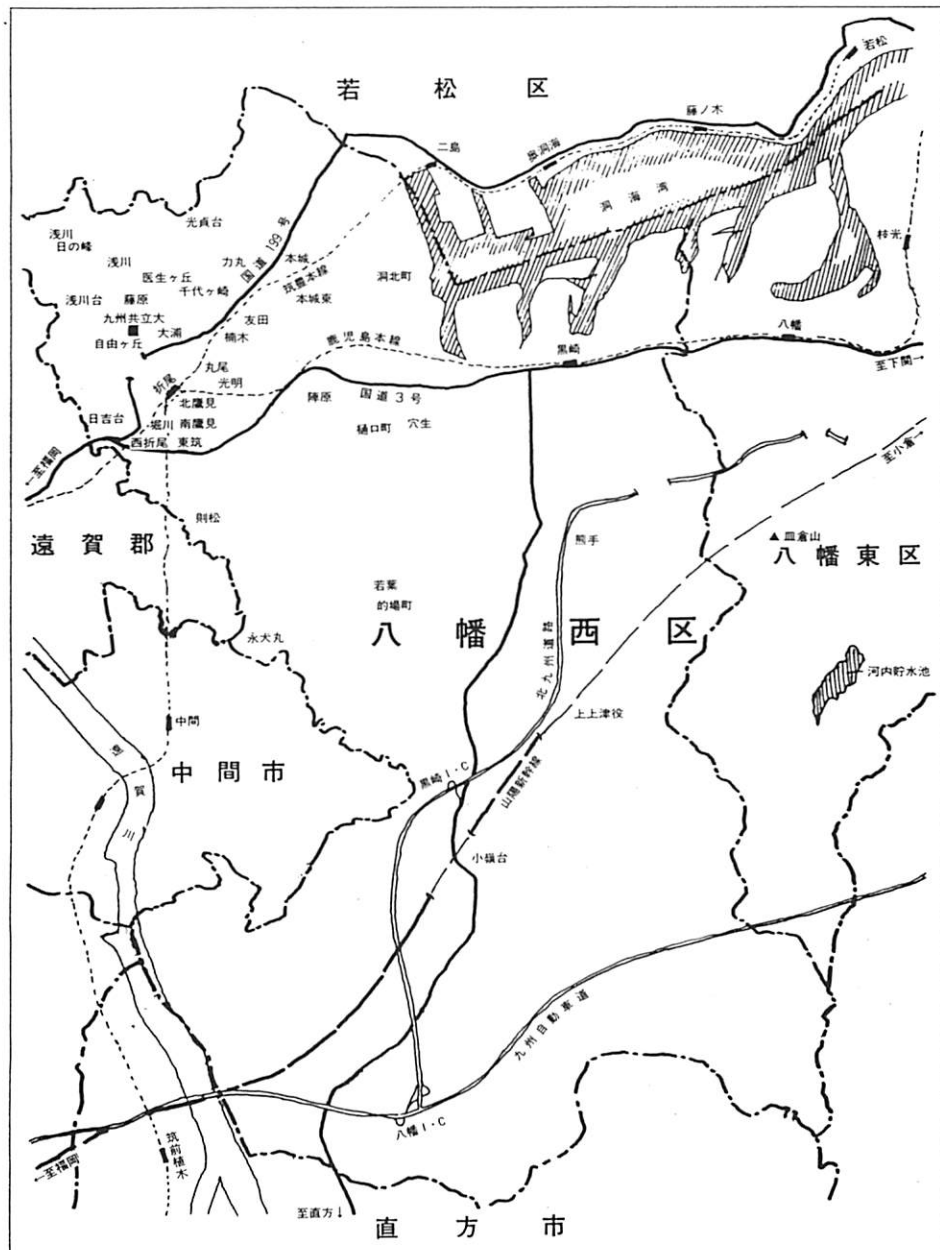 若松区
若松
藤ノ木
奥洞海
二島
洞海湾
枝光
光貞台
浅川
日の峰
浅川
医生ヶ丘
力丸
国道199号
本城
筑豊本線
本城東
洞北町
浅川台
藤原
千代ヶ崎
九州共立大
大浦
友田
楠木
自由ヶ丘
鹿児島本線
八幡
黒崎
至下関→
丸尾
折尾
光明
北鷹見
陣原
国道3号
日吉台
堀川
南鷹見
樋口町
穴生
西折尾
東筑
←至福岡
至小倉→
則松
遠賀郡
熊手
▲皿倉山
八幡東区
若葉
的場町
八幡西区
永犬丸
北九州道路
河内貯水池
上上津役
中間
遠賀川
中間市
黒崎I・C
山陽新幹線
小嶺台
九州自動車道
八幡I・C
筑前植木
←至福岡
至直方↓
直方市